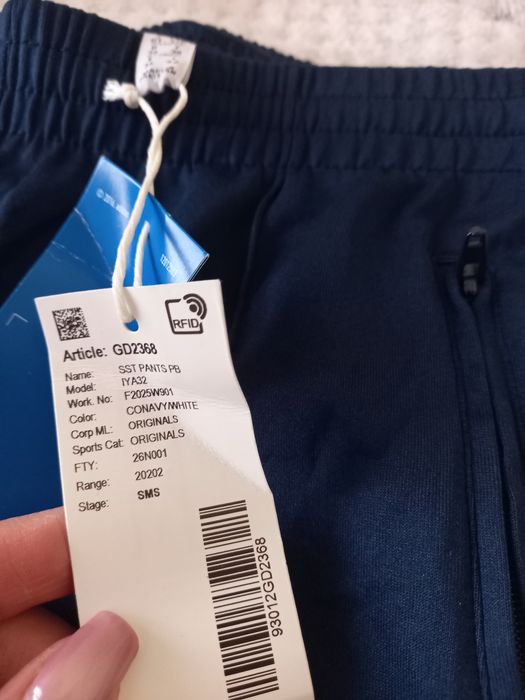 RFID
Article: GD2368
Name: SST PANTS PB
Model: IYA32
Work. No: F2025W901
Color: CONAVY/WHITE
Corp ML: ORIGINALS
Sports Cat: ORIGINALS
FTY: 26N001
Range: 20202
Stage: SMS
93012GD2368